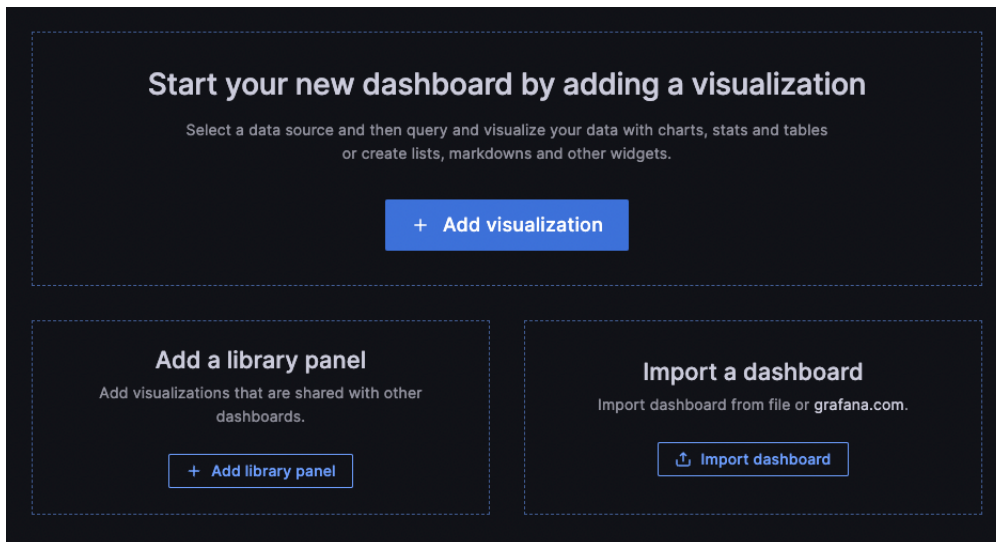 Start your new dashboard by adding a visualization
Select a data source and then query and visualize your data with charts, stats and tables
or create lists, markdowns and other widgets.
+ Add visualization
Add a library panel
Add visualizations that are shared with other
dashboards.
+ Add library panel
Import a dashboard
Import dashboard from file or grafana.com.
Import dashboard